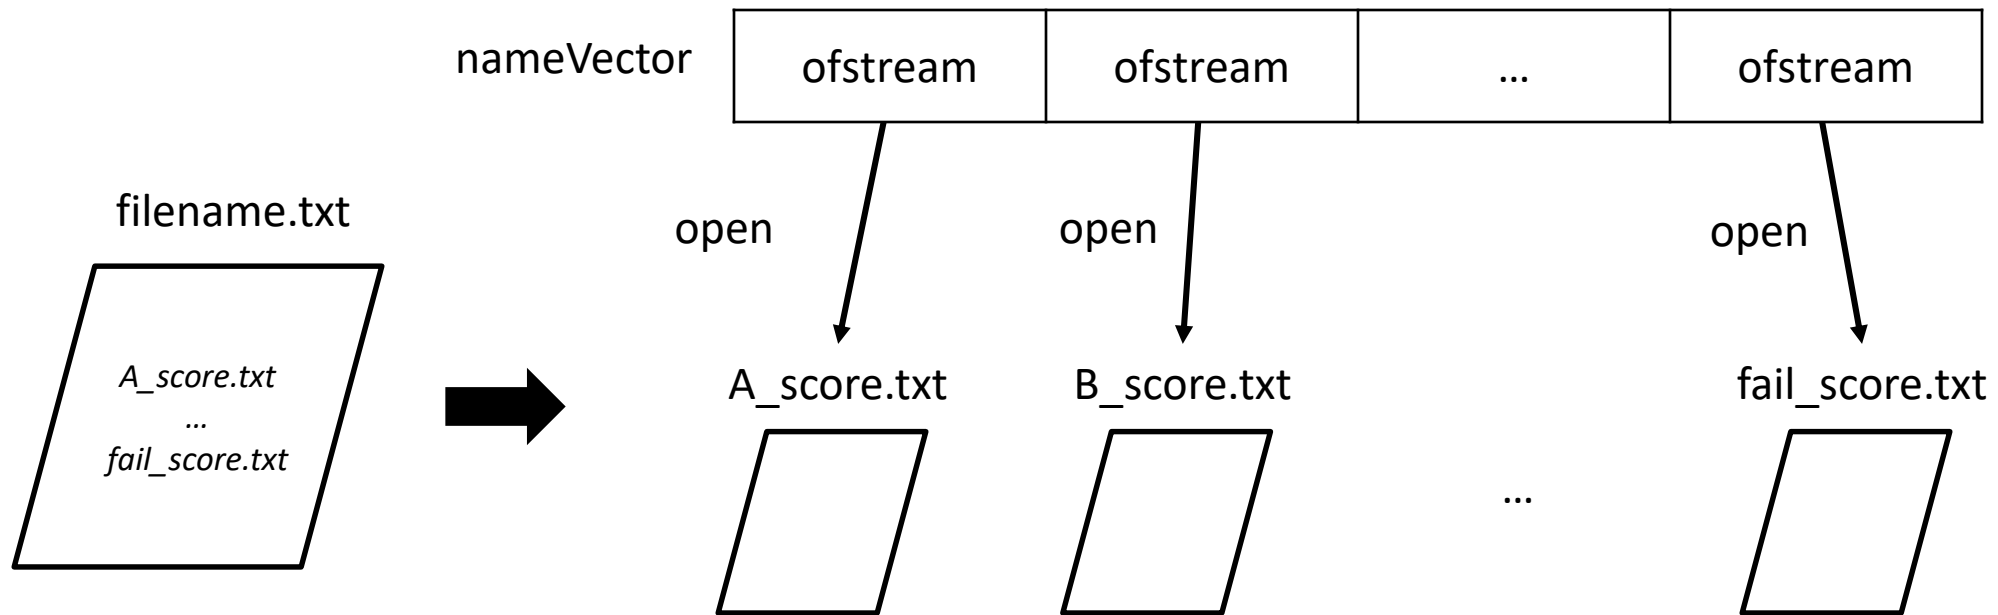 nameVector
ofstream
ofstream
...
ofstream
filename.txt
open
open
open
A_score.txt
...
fail_score.txt
A_score.txt
B_score.txt
fail_score.txt
...